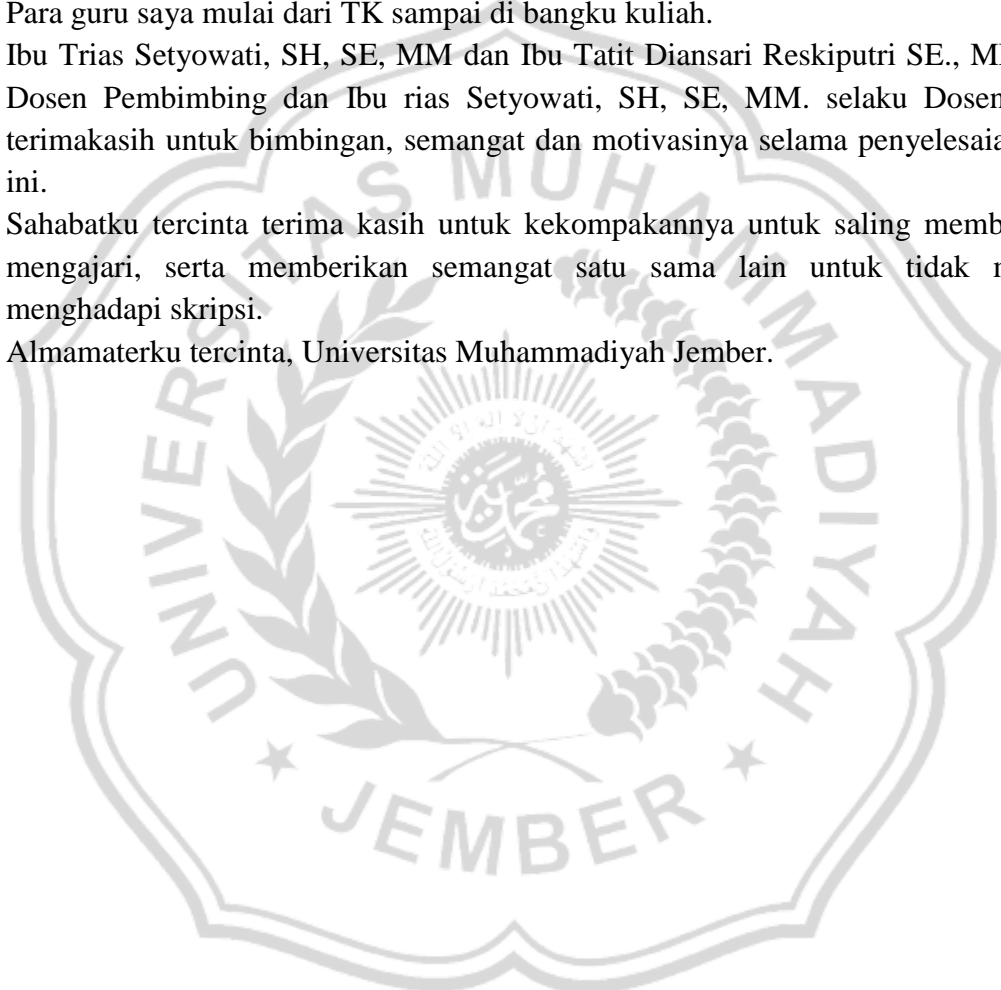 Para guru saya mulai dari TK sampai di bangku kuliah.
Ibu Trias Setyowati, SH, SE, MM dan Ibu Tatit Diansari Reskiputri SE.,
Dosen Pembimbing dan Ibu rias Setyowati, SH, SE, MM. selaku Dosen
terimakasih untuk bimbingan, semangat dan motivasinya selama penyelesaia
ini.
Sahabatku tercinta terima kasih untuk kekompakannya untuk saling memb
mengajari, serta memberikan semangat satu sama lain untuk tidak
menghadapi skripsi.
Almamaterku tercinta, Universitas Muhammadiyah Jember.
UNIVERSITAS MUHAMMADIYAH
JEMBER